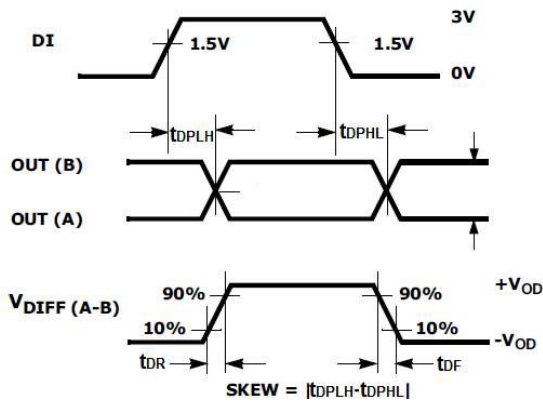 3V
DI
1.5V
1.5V
0V
tDPLH
tDPHL
OUT (B)
OUT (A)
+VOD
90%
90%
VDIFF (A-B)
10%
10%
-VOD
tDR
tDF
SKEW = |tDPLH-tDPHL|